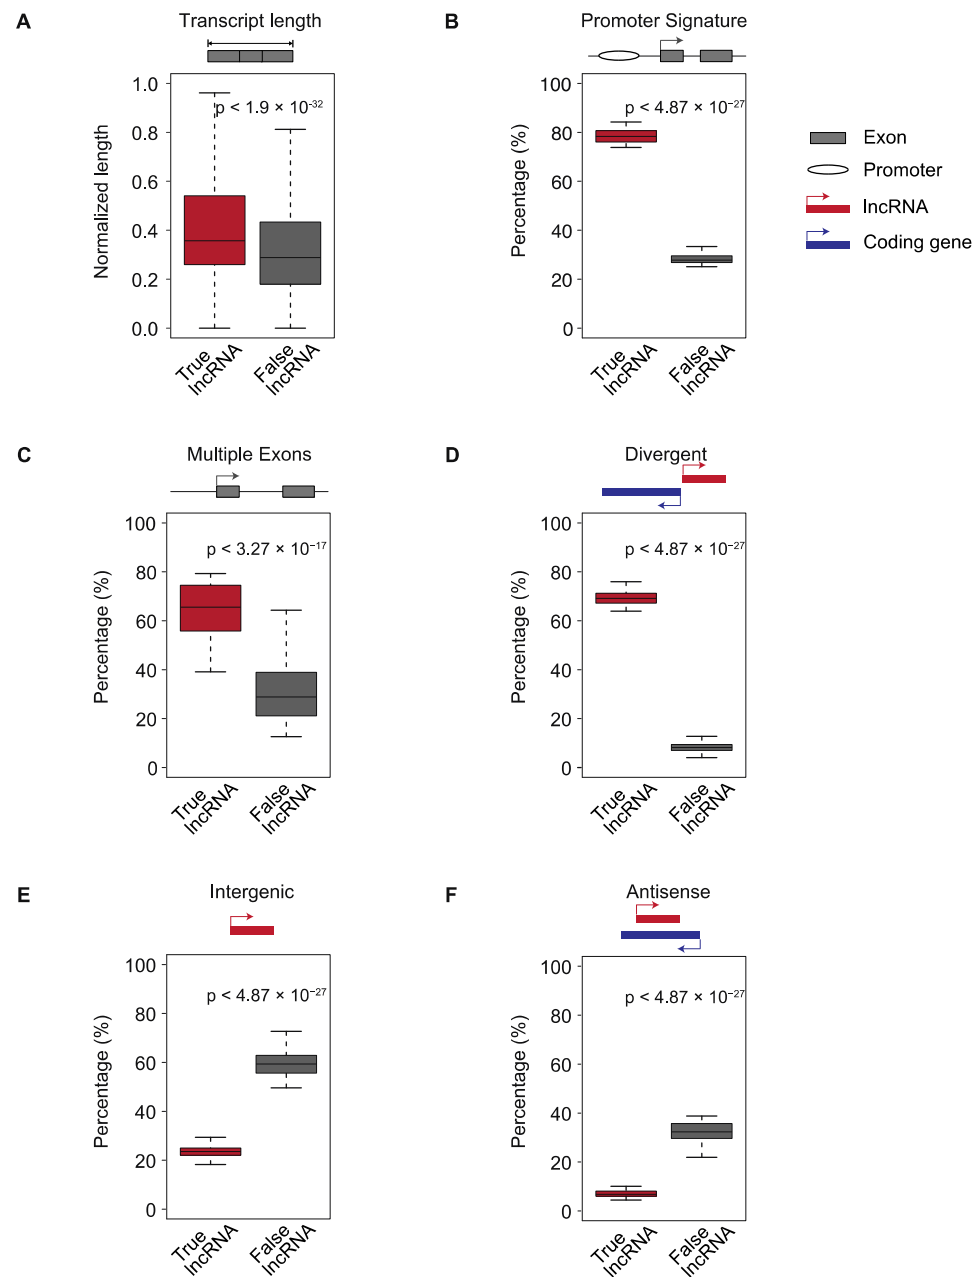 A
Transcript length
p < 1.9 × 10⁻³²
Normalized length
1.0
0.8
0.6
0.4
0.2
0.0
True
lncRNA
False
lncRNA
B
Promoter Signature
p < 4.87 × 10⁻²⁷
Percentage (%)
100
80
60
40
20
0
True
lncRNA
False
lncRNA
Exon
Promoter
lncRNA
Coding gene
C
Multiple Exons
p < 3.27 × 10⁻¹⁷
Percentage (%)
100
80
60
40
20
0
True
lncRNA
False
lncRNA
D
Divergent
p < 4.87 × 10⁻²⁷
Percentage (%)
100
80
60
40
20
0
True
lncRNA
False
lncRNA
E
Intergenic
p < 4.87 × 10⁻²⁷
Percentage (%)
100
80
60
40
20
0
True
lncRNA
False
lncRNA
F
Antisense
p < 4.87 × 10⁻²⁷
Percentage (%)
100
80
60
40
20
0
True
lncRNA
False
lncRNA